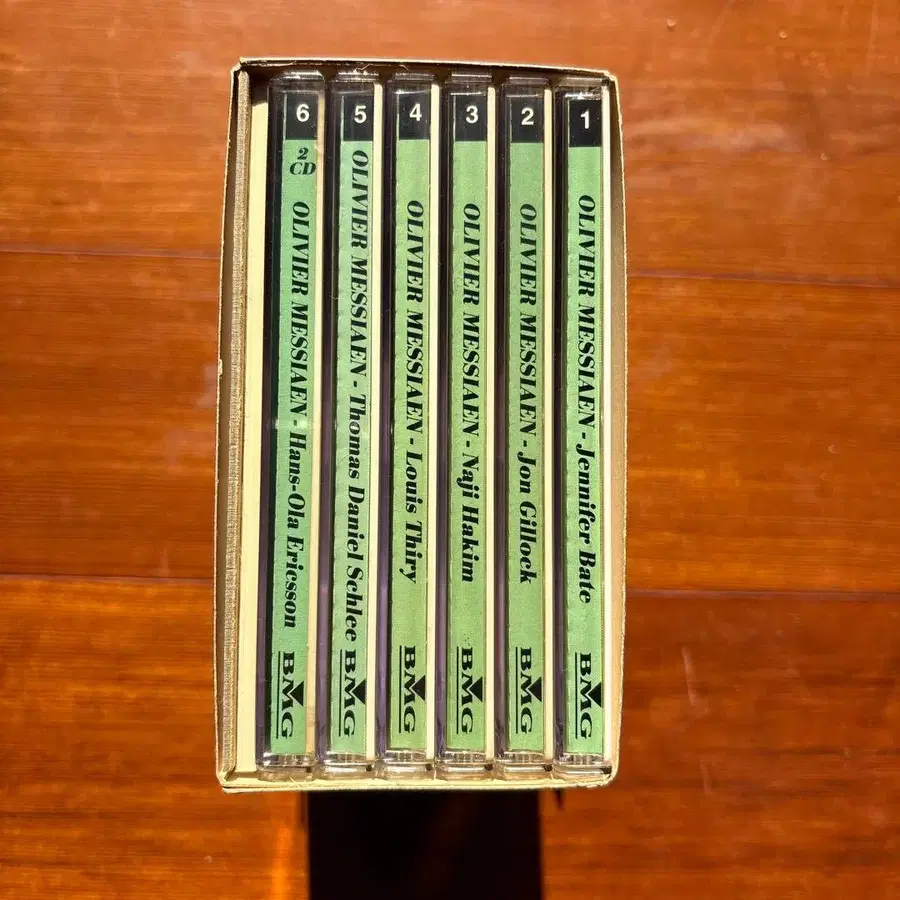 6
2
CD
OLIVIER MESSIAEN - Hans-Ola Ericsson
BMG
5
OLIVIER MESSIAEN - Thomas Daniel Schlee
BMG
4
OLIVIER MESSIAEN - Louis Thiry
BMG
3
OLIVIER MESSIAEN - Naji Hakim
BMG
2
OLIVIER MESSIAEN - Jon Gillock
BMG
1
OLIVIER MESSIAEN - Jennifer Bate
BMG